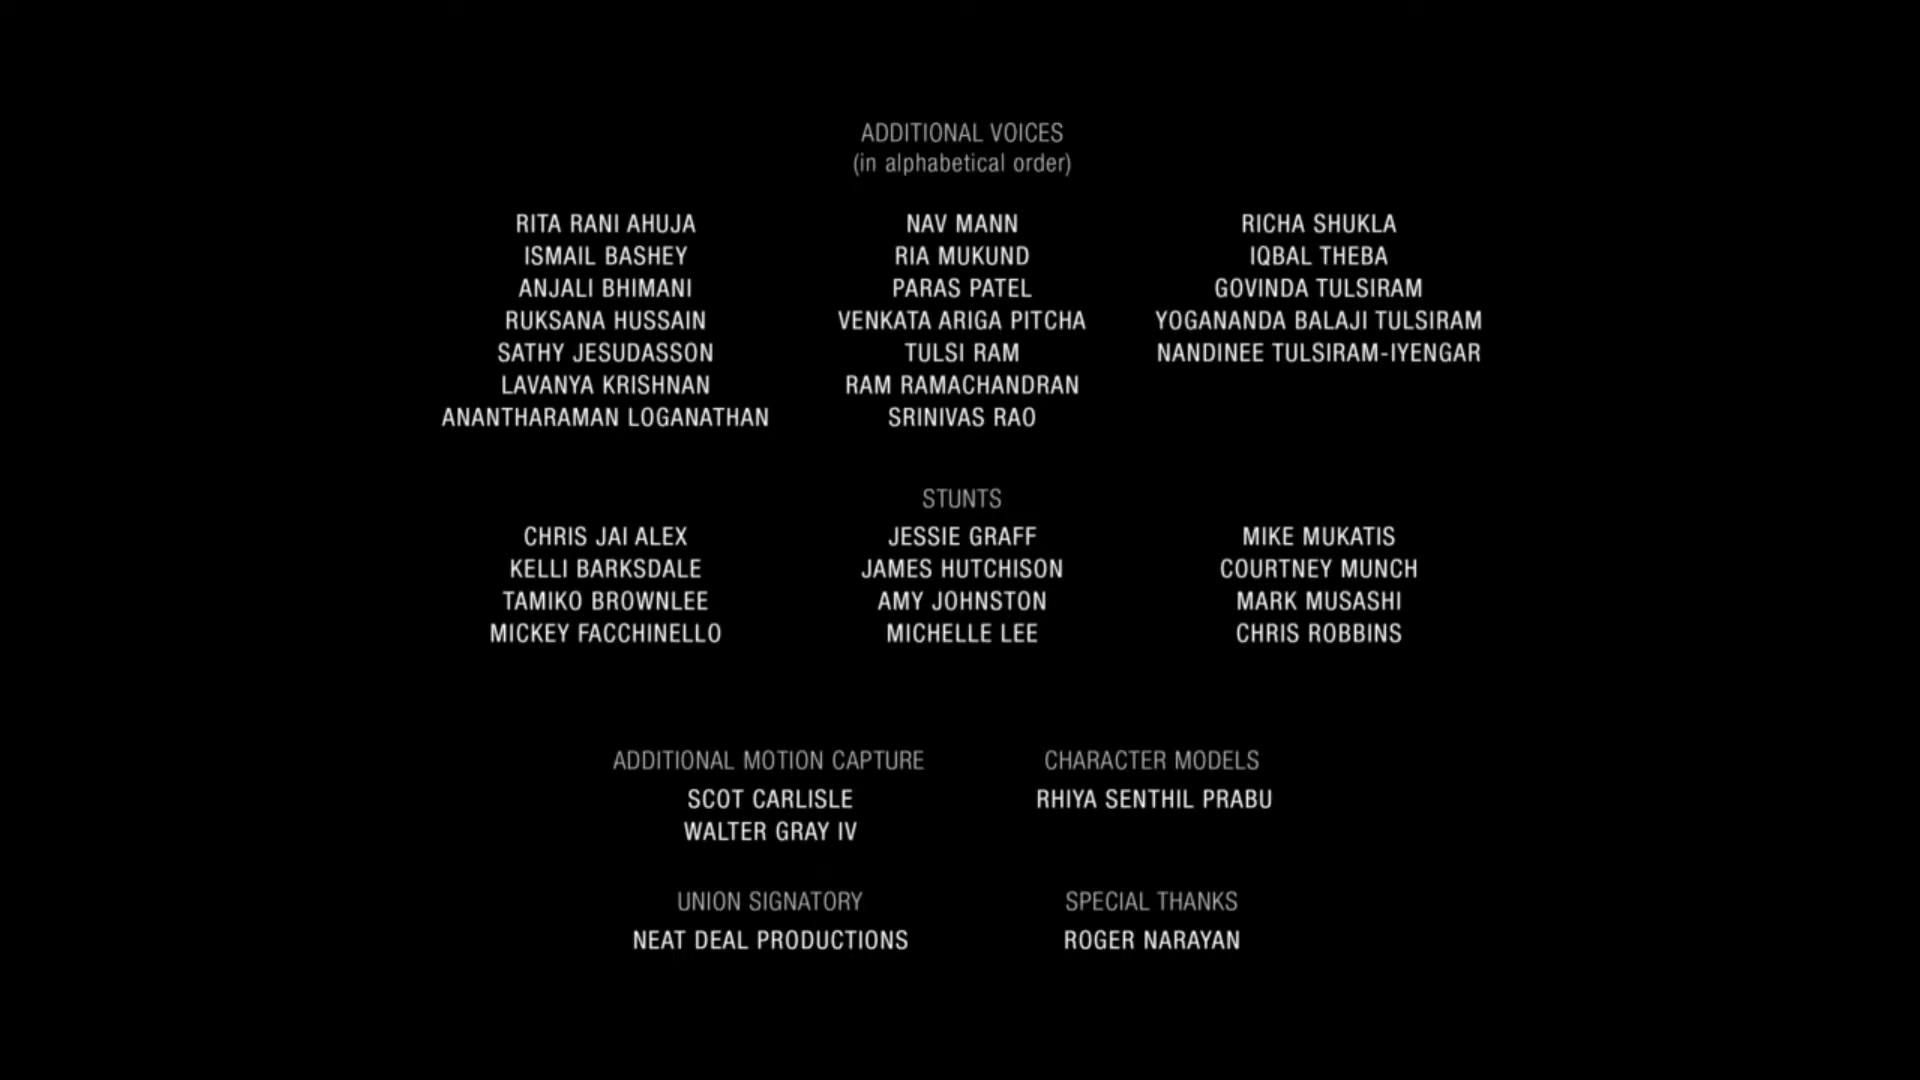 ADDITIONAL VOICES
(in alphabetical order)
RITA RANI AHUJA
ISMAIL BASHEY
ANJALI BHIMANI
RUKSANA HUSSAIN
SATHY JESUDASSON
LAVANYA KRISHNAN
ANANTHARAMAN LOGANATHAN
NAV MANN
RIA MUKUND
PARAS PATEL
VENKATA ARIGA PITCHA
TULSI RAM
RAM RAMACHANDRAN
SRINIVAS RAO
RICHA SHUKLA
IQBAL THEBA
GOVINDA TULSIRAM
YOGANANDA BALAJI TULSIRAM
NANDINEE TULSIRAM-IYENGAR
STUNTS
CHRIS JAI ALEX
KELLI BARKSDALE
TAMIKO BROWNLEE
MICKEY FACCHINELLO
JESSIE GRAFF
JAMES HUTCHISON
AMY JOHNSTON
MICHELLE LEE
MIKE MUKATIS
COURTNEY MUNCH
MARK MUSASHI
CHRIS ROBBINS
ADDITIONAL MOTION CAPTURE
SCOT CARLISLE
WALTER GRAY IV
CHARACTER MODELS
RHIYA SENTHIL PRABU
UNION SIGNATORY
NEAT DEAL PRODUCTIONS
SPECIAL THANKS
ROGER NARAYAN